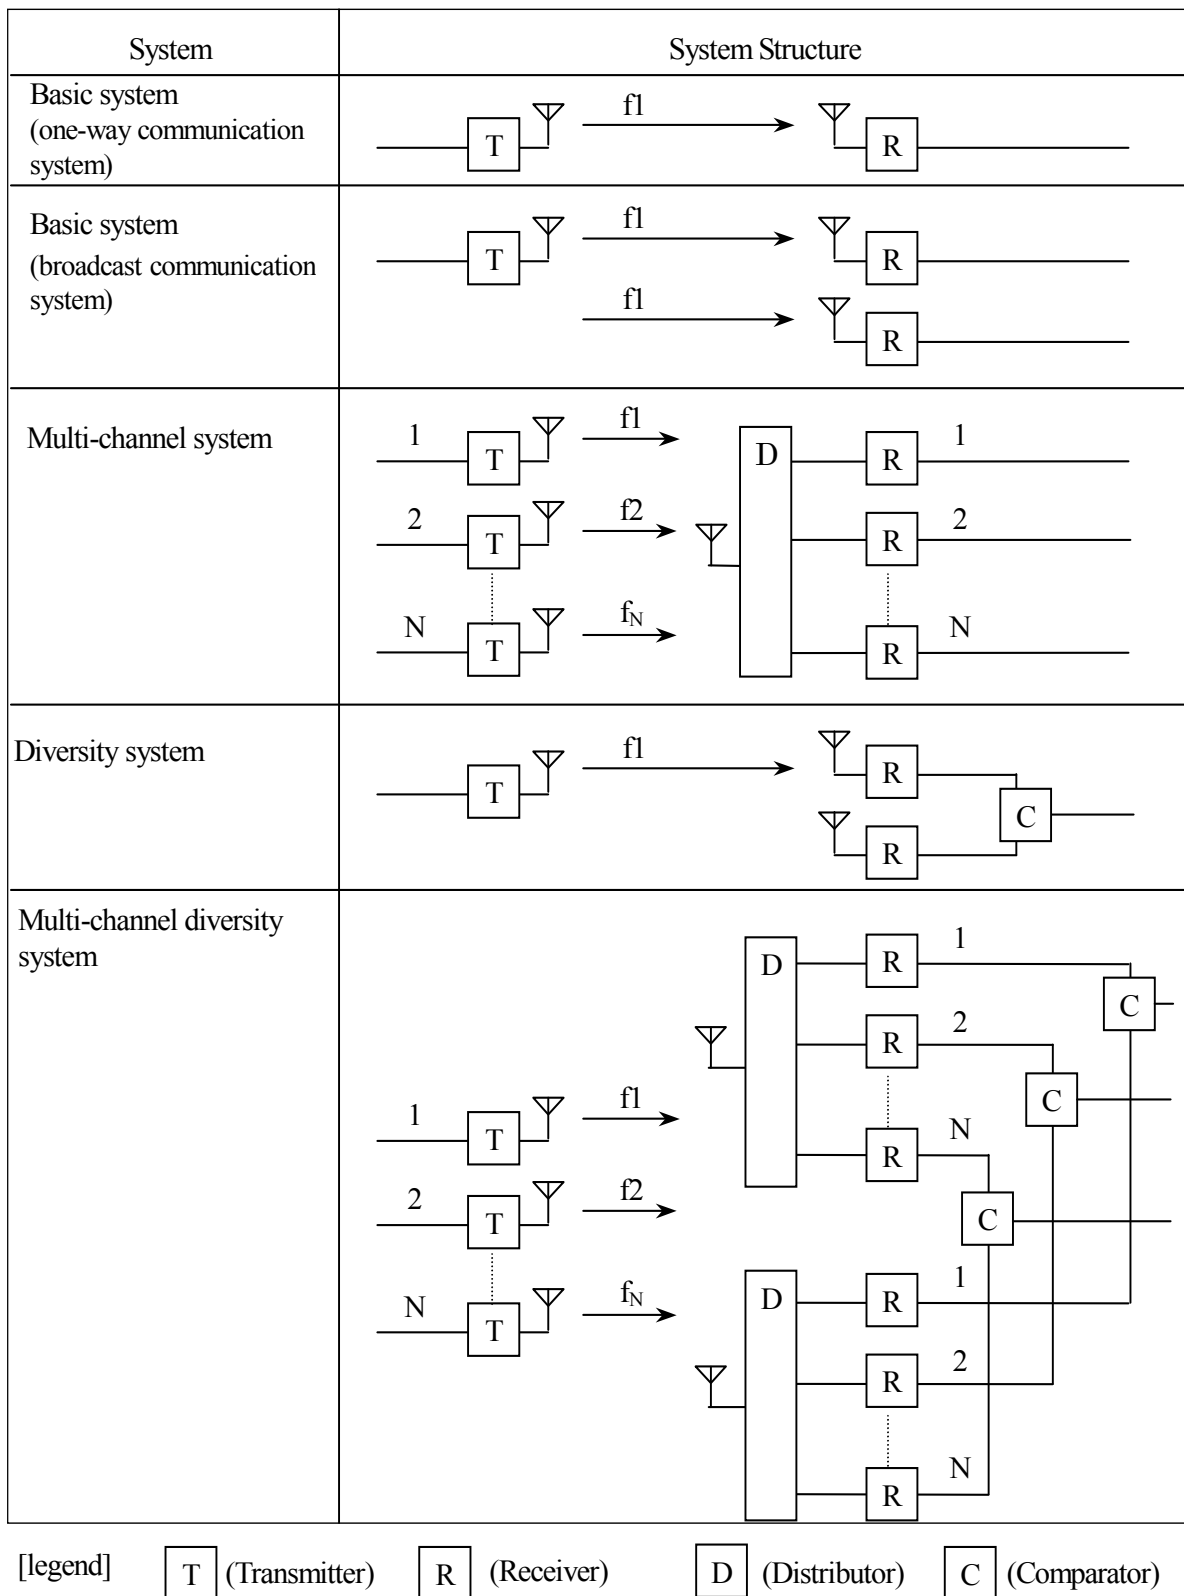 System
System Structure
Basic system
(one-way communication
system)
f1
T
R
Basic system
(broadcast communication
system)
f1
T
R
f1
R
Multi-channel system
1
T
f1
D
R
1
2
T
f2
R
2
N
T
fN
R
N
Diversity system
T
f1
R
C
R
Multi-channel diversity
system
D
R
1
C
R
2
C
1
T
f1
R
N
2
T
f2
C
N
T
fN
D
R
1
R
2
R
N
[legend]
T (Transmitter)
R (Receiver)
D (Distributor)
C (Comparator)